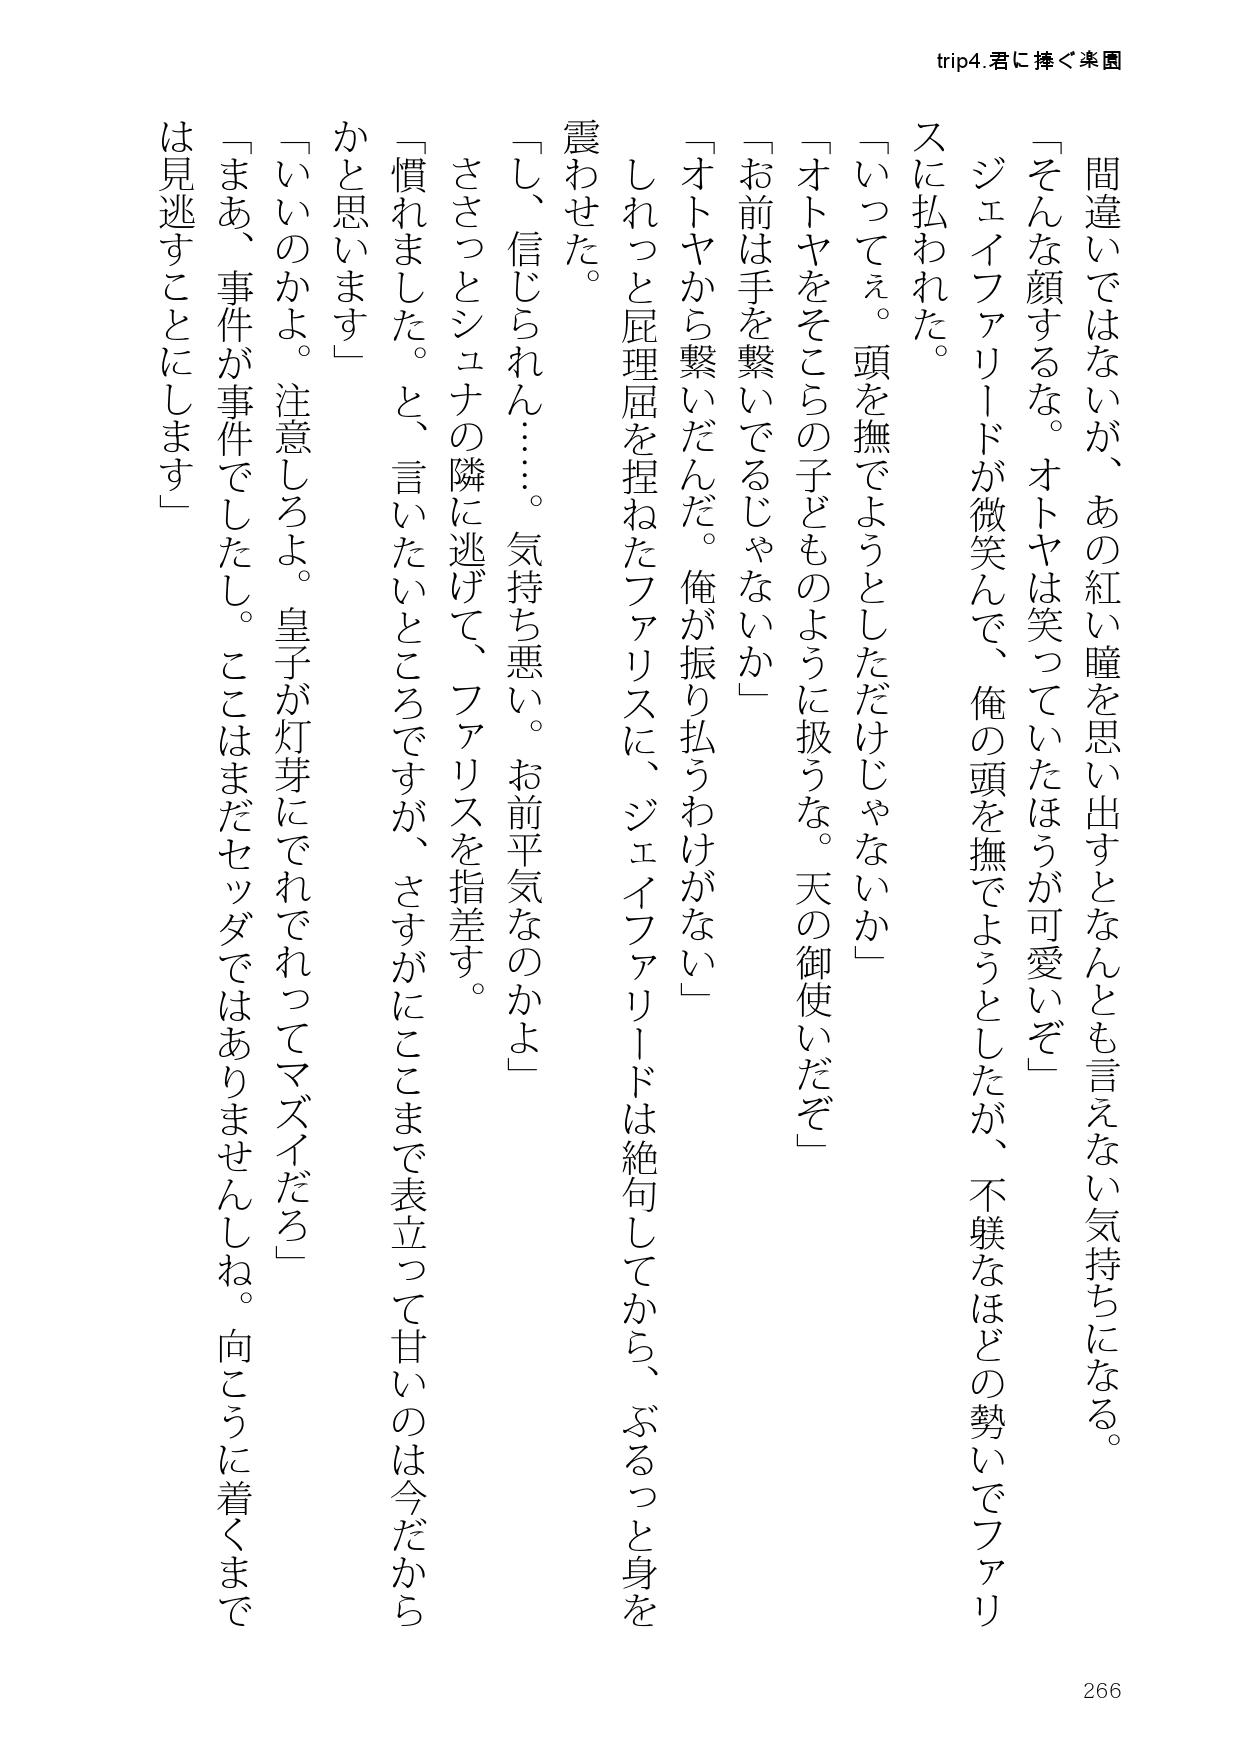 trip4.君に捧ぐ楽園
間違いではないが、あの紅い瞳を思い出すとなんとも言えない気持ちになる。
「そんな顔するな。オトヤは笑っていたほうが可愛いぞ」
ジェイファリードが微笑んで、俺の頭を撫でようとしたが、不躾なほどの勢いでファリ
スに払われた。
「いってぇ。頭を撫でようとしただけじゃないか」
「オトヤをそこらの子どものように扱うな。天の御使いだぞ」
「お前は手を繋いでるじゃないか」
「オトヤから繋いだんだ。俺が振り払うわけがない」
しれっと屁理屈を捏ねたファリスに、ジェイファリードは絶句してから、ぶるっと身を
震わせた。
「し、信じられん……。気持ち悪い。お前平気なのかよ」
ささっとシュナの隣に逃げて、ファリスを指差す。
「慣れました。と、言いたいところですが、さすがにここまで表立って甘いのは今だから
かと思います」
「いいのかよ。注意しろよ。皇子が灯芽にでれでれってマズイだろ」
「まあ、事件が事件でしたし。ここはまだセッダではありませんしね。向こうに着くまで
は見逃すことにします」
266